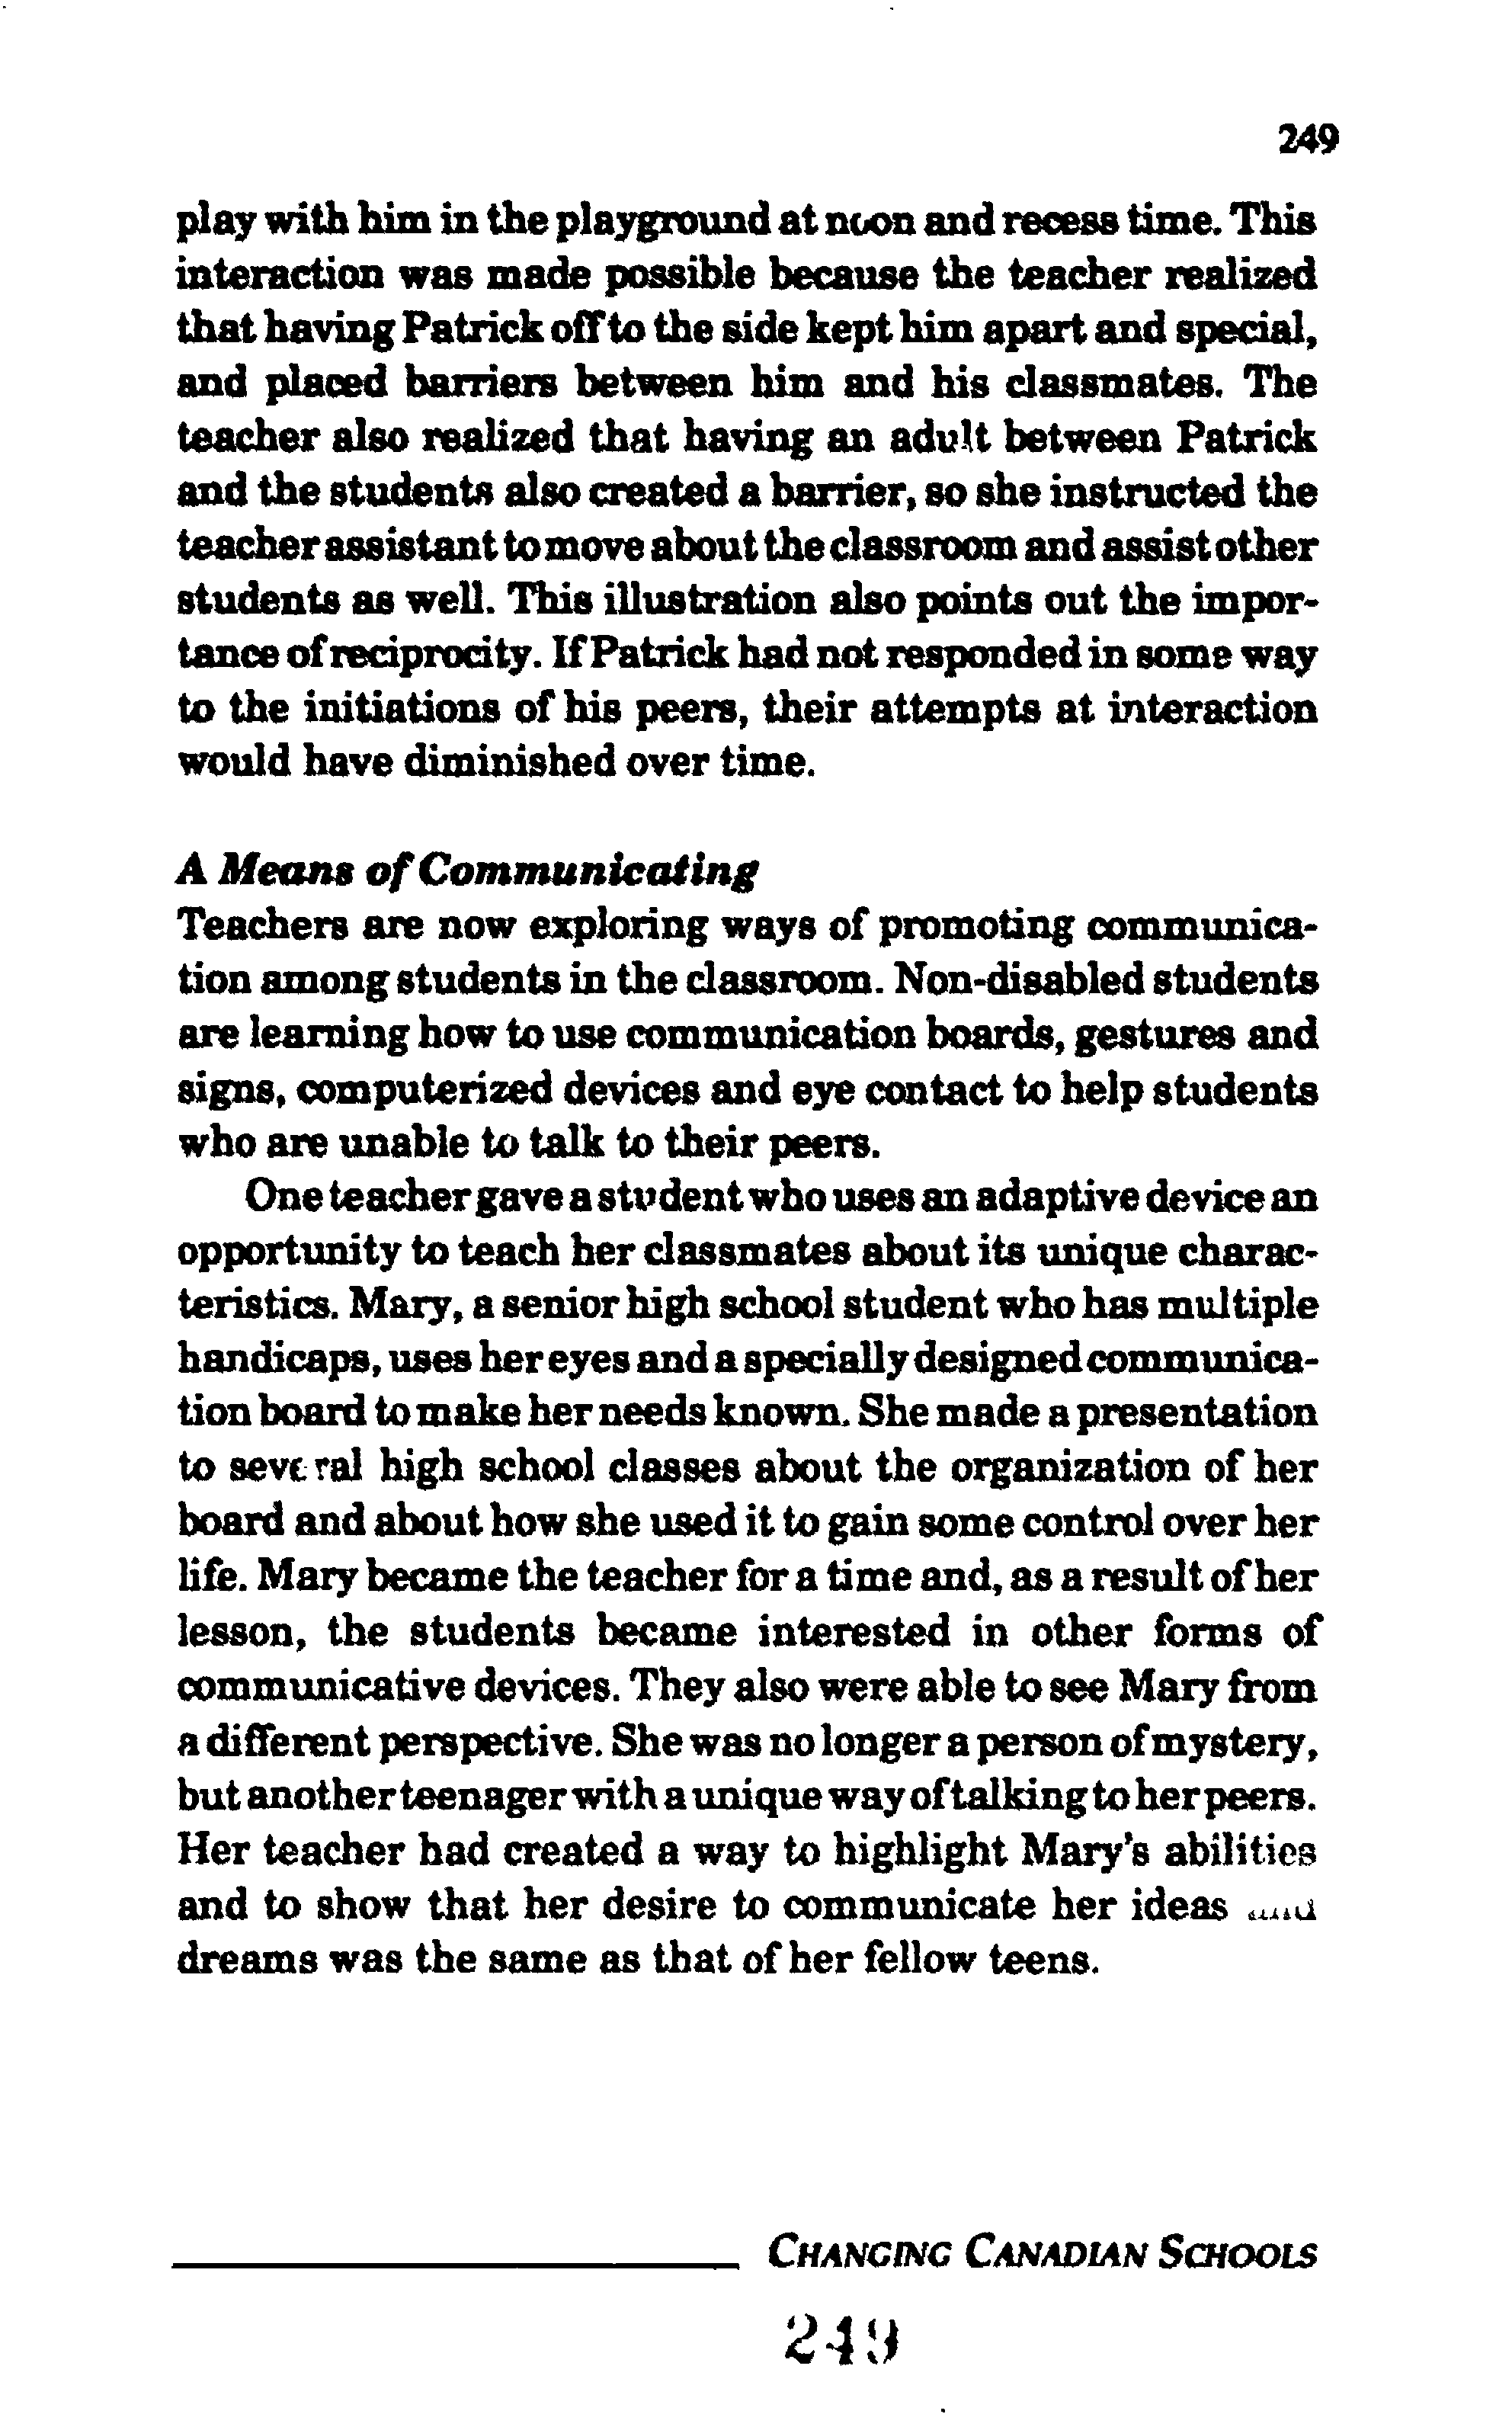 249
play with him in the playground at noon and recess time. This
interaction was made possible because the teacher realized
that having Patrick off to the side kept him apart and special,
and placed barriers between him and his classmates. The
teacher also realized that having an adult between Patrick
and the students also created a barrier, so she instructed the
teacher assistant to move about the classroom and assist other
students as well. This illustration also points out the impor-
tance of reciprocity. If Patrick had not responded in some way
to the initiations of his peers, their attempts at interaction
would have diminished over time.
A Means of Communicating
Teachers are now exploring ways of promoting communica-
tion among students in the classroom. Non-disabled students
are learning how to use communication boards, gestures and
signs, computerized devices and eye contact to help students
who are unable to talk to their peers.
One teacher gave a student who uses an adaptive device an
opportunity to teach her classmates about its unique charac-
teristics. Mary, a senior high school student who has multiple
handicaps, uses her eyes and a specially designed communica-
tion board to make her needs known. She made a presentation
to several high school classes about the organization of her
board and about how she used it to gain some control over her
life. Mary became the teacher for a time and, as a result of her
lesson, the students became interested in other forms of
communicative devices. They also were able to see Mary from
a different perspective. She was no longer a person of mystery,
but another teenager with a unique way of talking to her peers.
Her teacher had created a way to highlight Mary's abilities
and to show that her desire to communicate her ideas and
dreams was the same as that of her fellow teens.
CHANGING CANADIAN SCHOOLS
249